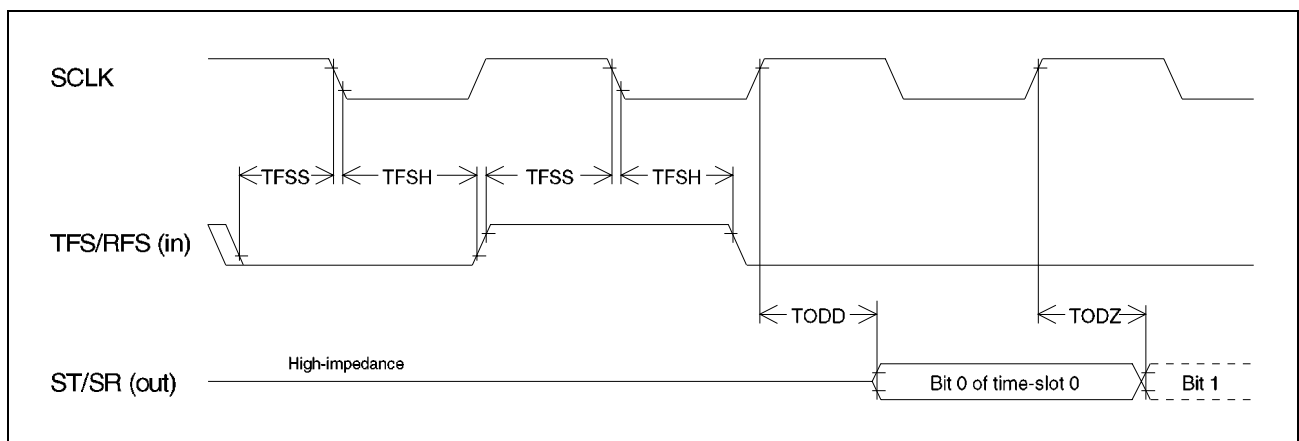 SCLK
TFSS TFSH TFSS TFSH
TFS/RFS (in)
TODD TODZ
High-impedance
ST/SR (out)
Bit 0 of time-slot 0 Bit 1